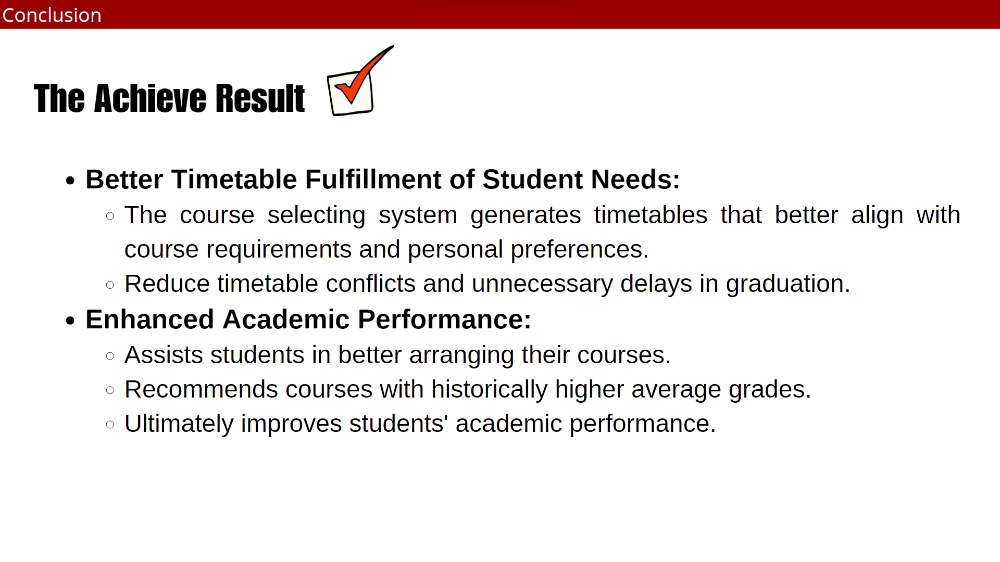 Conclusion
The Achieve Result
• Better Timetable Fulfillment of Student Needs:
○ The course selecting system generates timetables that better align with
course requirements and personal preferences.
○ Reduce timetable conflicts and unnecessary delays in graduation.
• Enhanced Academic Performance:
○ Assists students in better arranging their courses.
○ Recommends courses with historically higher average grades.
○ Ultimately improves students' academic performance.